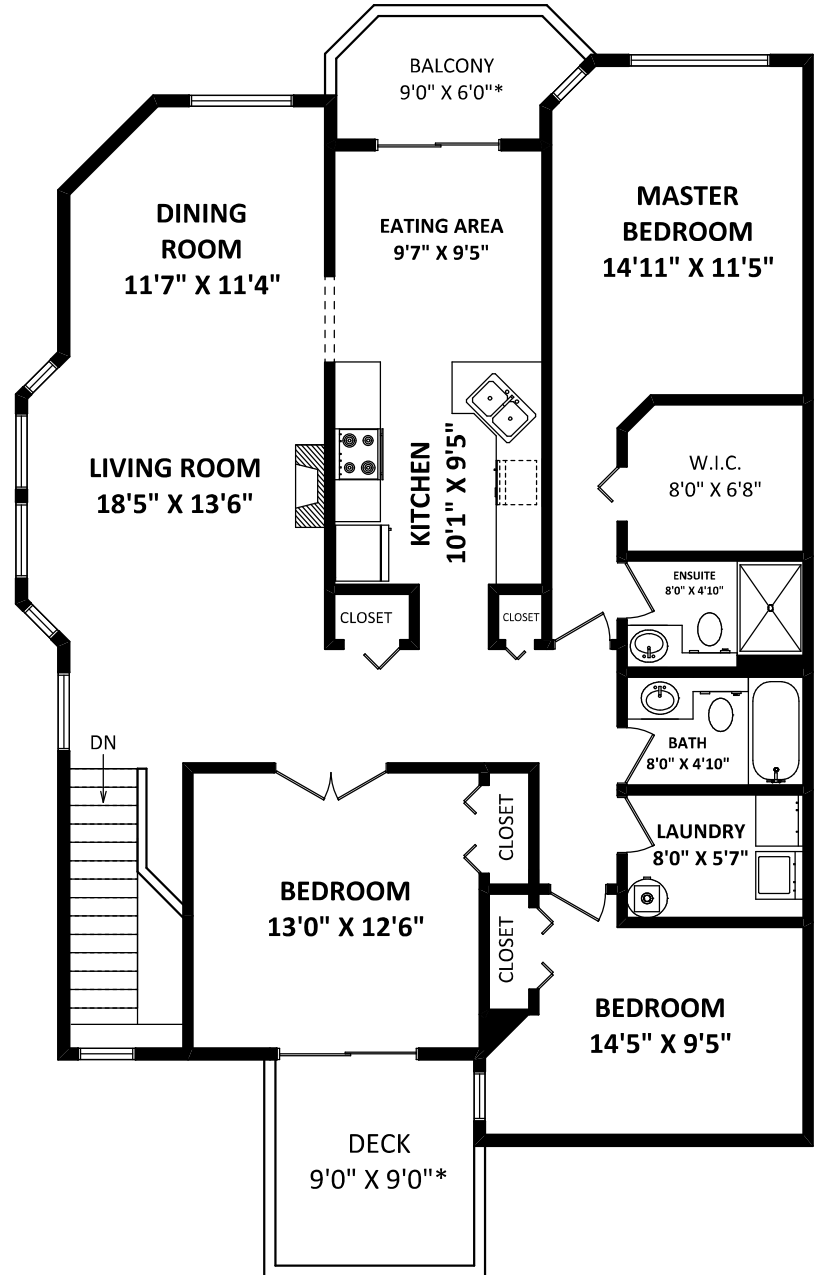 BALCONY
9'0" X 6'0"*
DINING
ROOM
11'7" X 11'4"
EATING AREA
9'7" X 9'5"
MASTER
BEDROOM
14'11" X 11'5"
LIVING ROOM
18'5" X 13'6"
KITCHEN
10'1" X 9'5"
W.I.C.
8'0" X 6'8"
ENSUITE
8'0" X 4'10"
CLOSET
CLOSET
DN
BATH
8'0" X 4'10"
CLOSET
LAUNDRY
8'0" X 5'7"
BEDROOM
13'0" X 12'6"
CLOSET
BEDROOM
14'5" X 9'5"
DECK
9'0" X 9'0"*